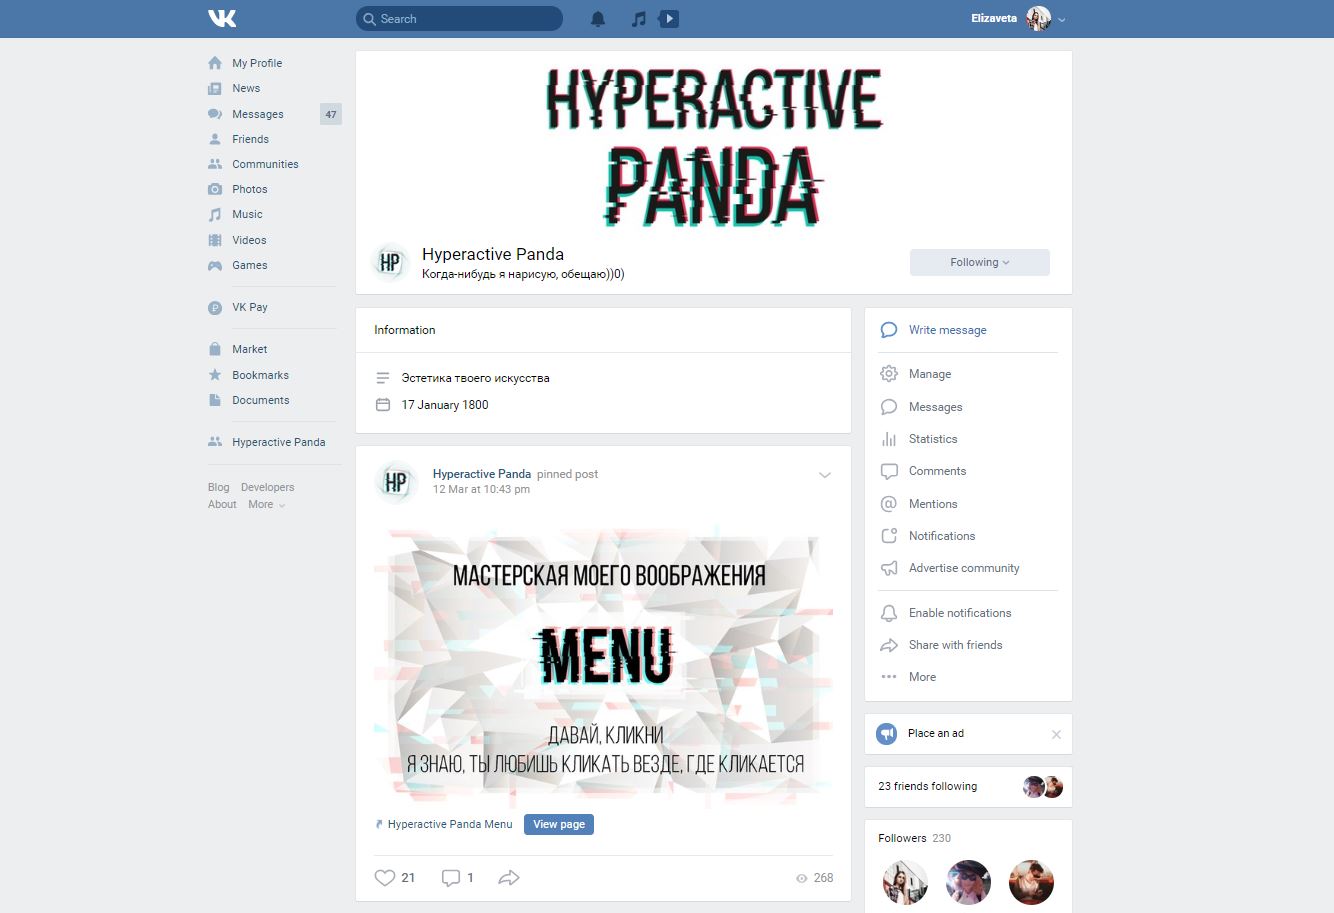 Search
Elizaveta
My Profile
News
Messages 47
Friends
Communities
Photos
Music
Videos
Games
VK Pay
Market
Bookmarks
Documents
Hyperactive Panda
Blog Developers
About More
HYPERACTIVE
PANDA
HP
Hyperactive Panda
Когда-нибудь я нарисую, обещаю))0)
Following
Information
Эстетика твоего искусства
17 January 1800
HP
Hyperactive Panda pinned post
12 Mar at 10:43 pm
МАСТЕРСКАЯ МОЕГО ВООБРАЖЕНИЯ
MENU
ДАВАЙ, КЛИКНИ
Я ЗНАЮ, ТЫ ЛЮБИШЬ КЛИКАТЬ ВЕЗДЕ, ГДЕ КЛИКАЕТСЯ
Hyperactive Panda Menu View page
21 1 268
Write message
Manage
Messages
Statistics
Comments
Mentions
Notifications
Advertise community
Enable notifications
Share with friends
More
Place an ad
23 friends following
Followers 230